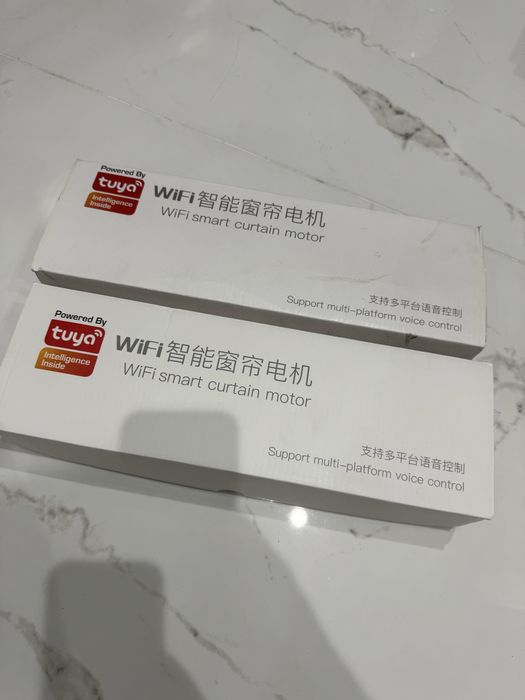 Powered By
tuya
Intelligence
Inside
WiFi智能窗帘电机
WiFi smart curtain motor
支持多平台语音控制
Support multi-platform voice control
Powered By
tuya
Intelligence
Inside
WiFi智能窗帘电机
WiFi smart curtain motor
支持多平台语音控制
Support multi-platform voice control